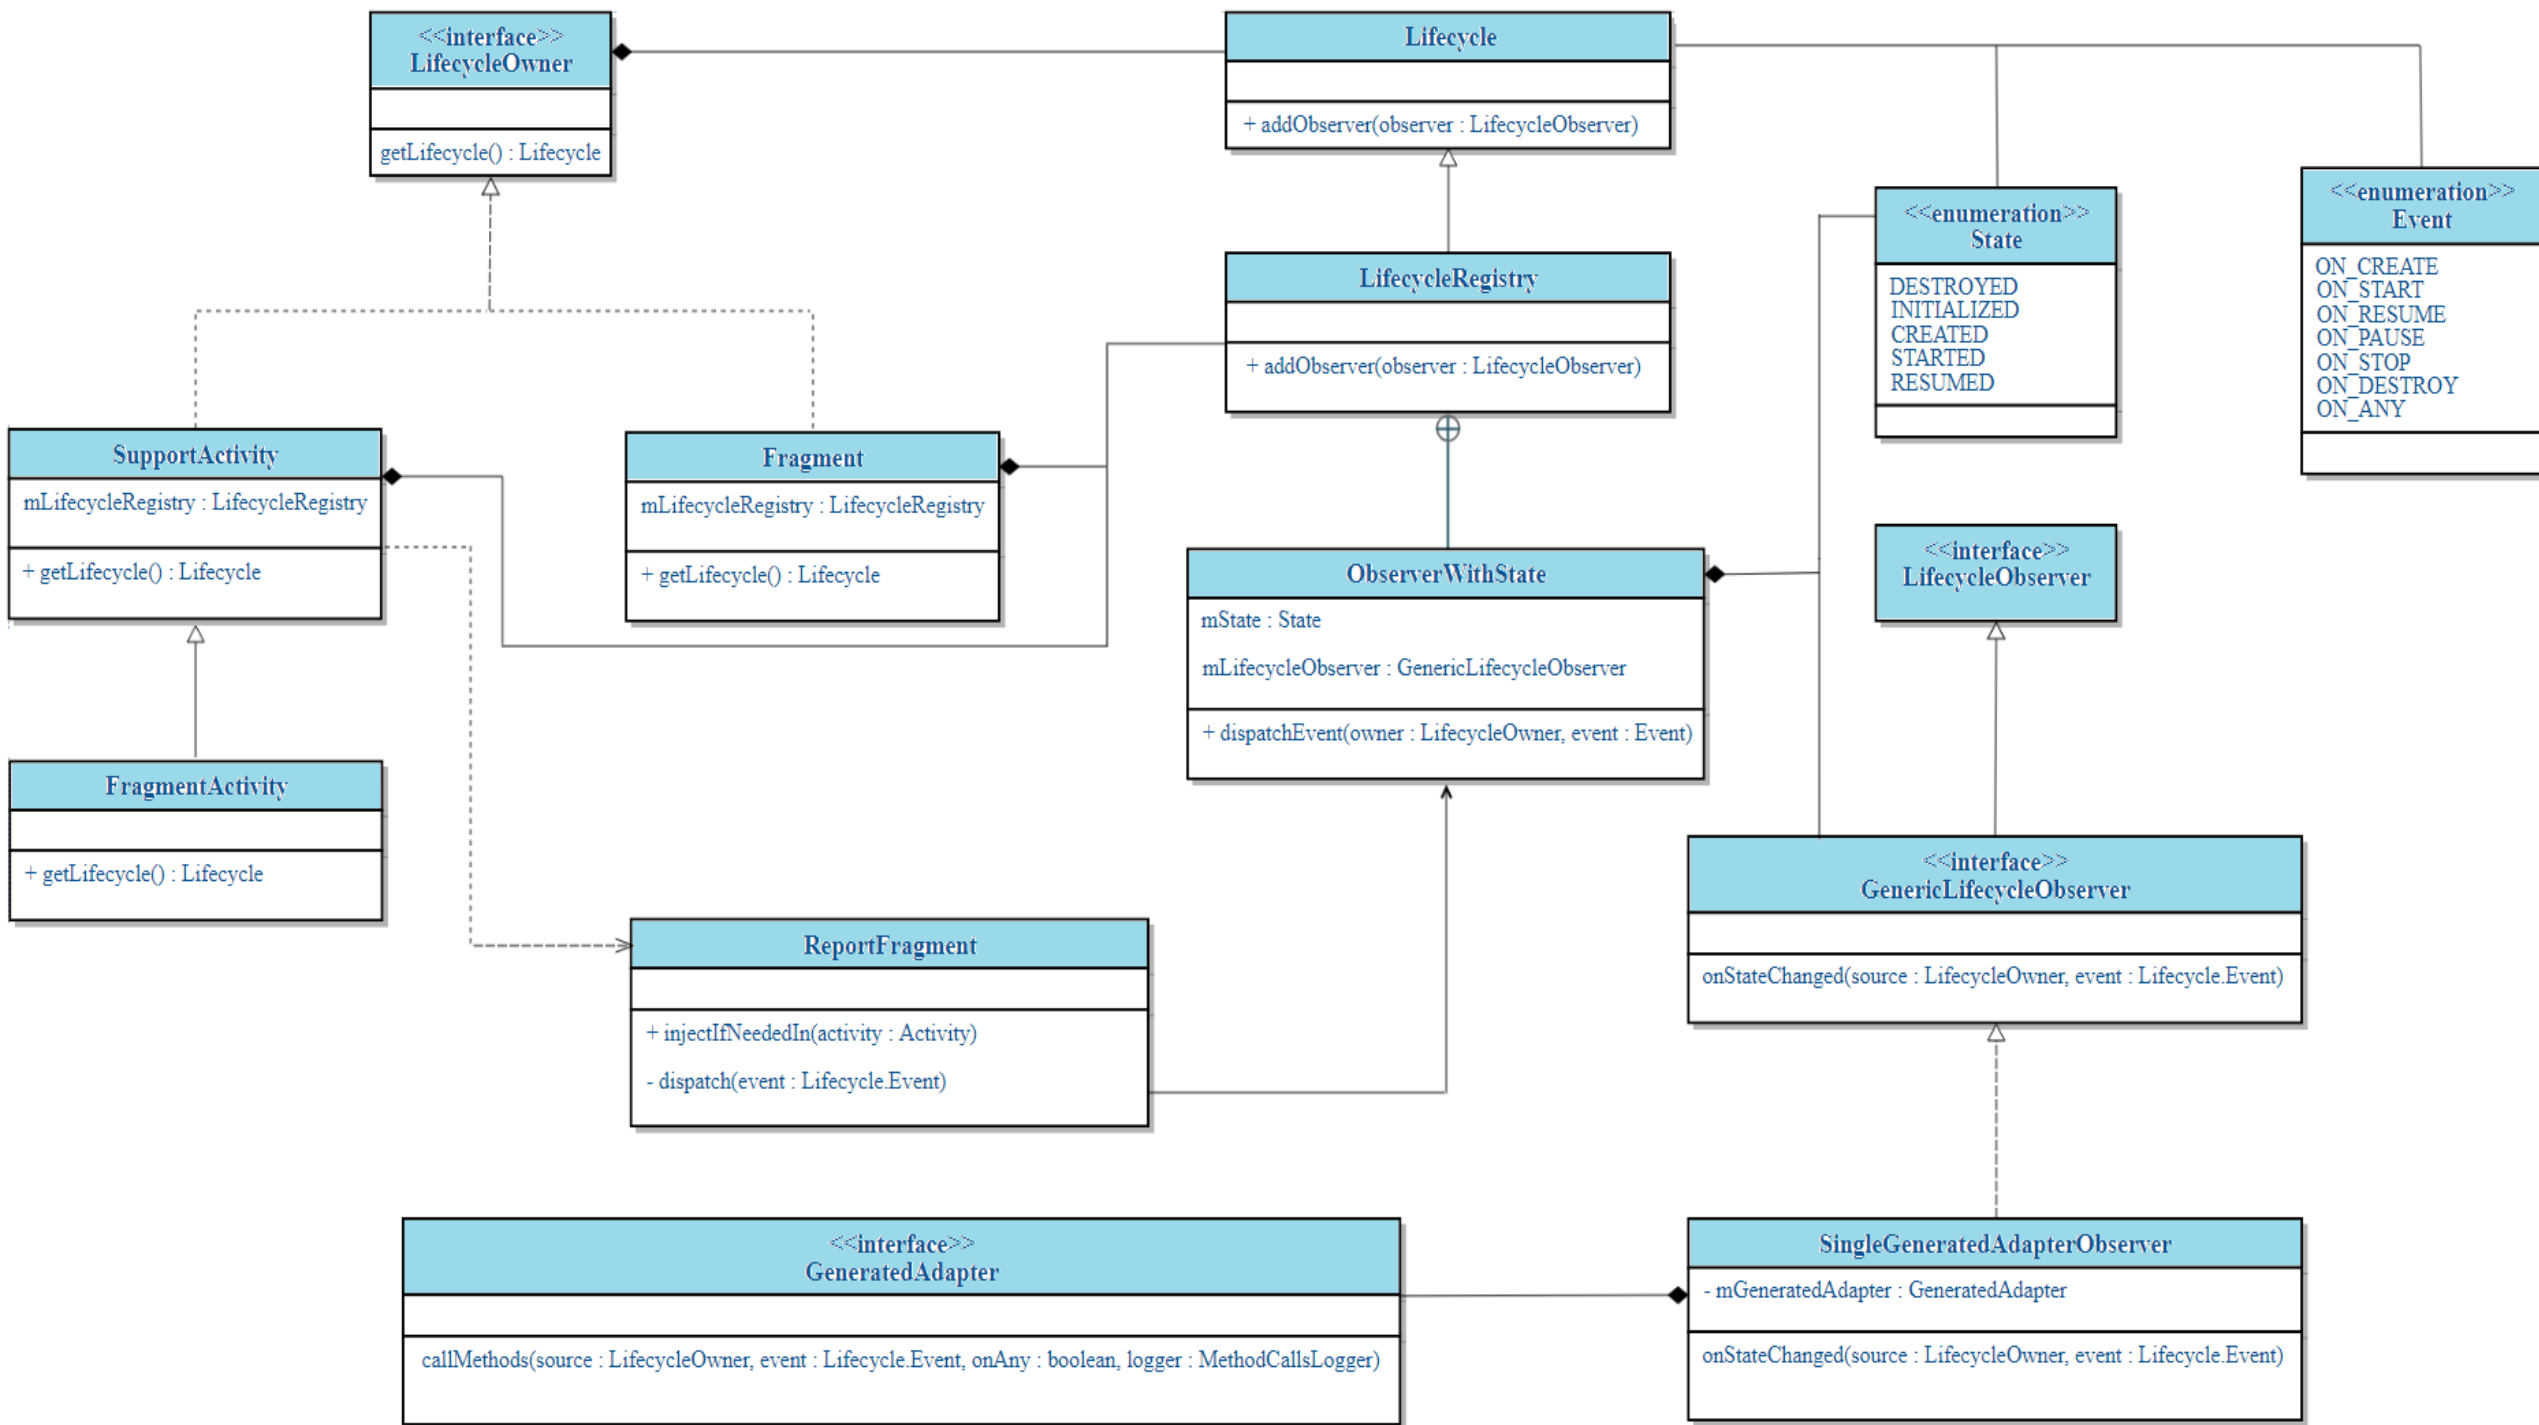 <<interface>>
LifecycleOwner
getLifecycle() : Lifecycle
Lifecycle
+ addObserver(observer : LifecycleObserver)
<<enumeration>>
State
DESTROYED
INITIALIZED
CREATED
STARTED
RESUMED
<<enumeration>>
Event
ON_CREATE
ON_START
ON_RESUME
ON_PAUSE
ON_STOP
ON_DESTROY
ON_ANY
LifecycleRegistry
+ addObserver(observer : LifecycleObserver)
SupportActivity
mLifecycleRegistry : LifecycleRegistry
+ getLifecycle() : Lifecycle
Fragment
mLifecycleRegistry : LifecycleRegistry
+ getLifecycle() : Lifecycle
ObserverWithState
mState : State
mLifecycleObserver : GenericLifecycleObserver
+ dispatchEvent(owner : LifecycleOwner, event : Event)
<<interface>>
LifecycleObserver
FragmentActivity
+ getLifecycle() : Lifecycle
ReportFragment
+ injectIfNeededIn(activity : Activity)
- dispatch(event : Lifecycle.Event)
<<interface>>
GenericLifecycleObserver
onStateChanged(source : LifecycleOwner, event : Lifecycle.Event)
<<interface>>
GeneratedAdapter
callMethods(source : LifecycleOwner, event : Lifecycle.Event, onAny : boolean, logger : MethodCallsLogger)
SingleGeneratedAdapterObserver
- mGeneratedAdapter : GeneratedAdapter
onStateChanged(source : LifecycleOwner, event : Lifecycle.Event)